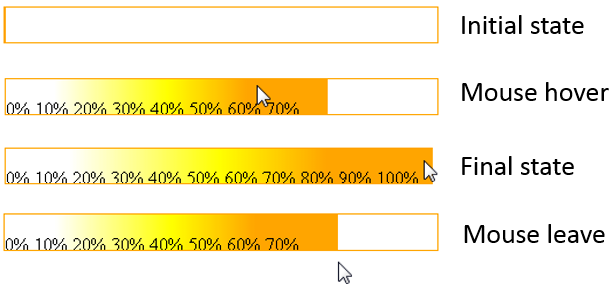 Initial state
0% 10% 20% 30% 40% 50% 60% 70%
Mouse hover
0% 10% 20% 30% 40% 50% 60% 70% 80% 90% 100%
Final state
0% 10% 20% 30% 40% 50% 60% 70%
Mouse leave